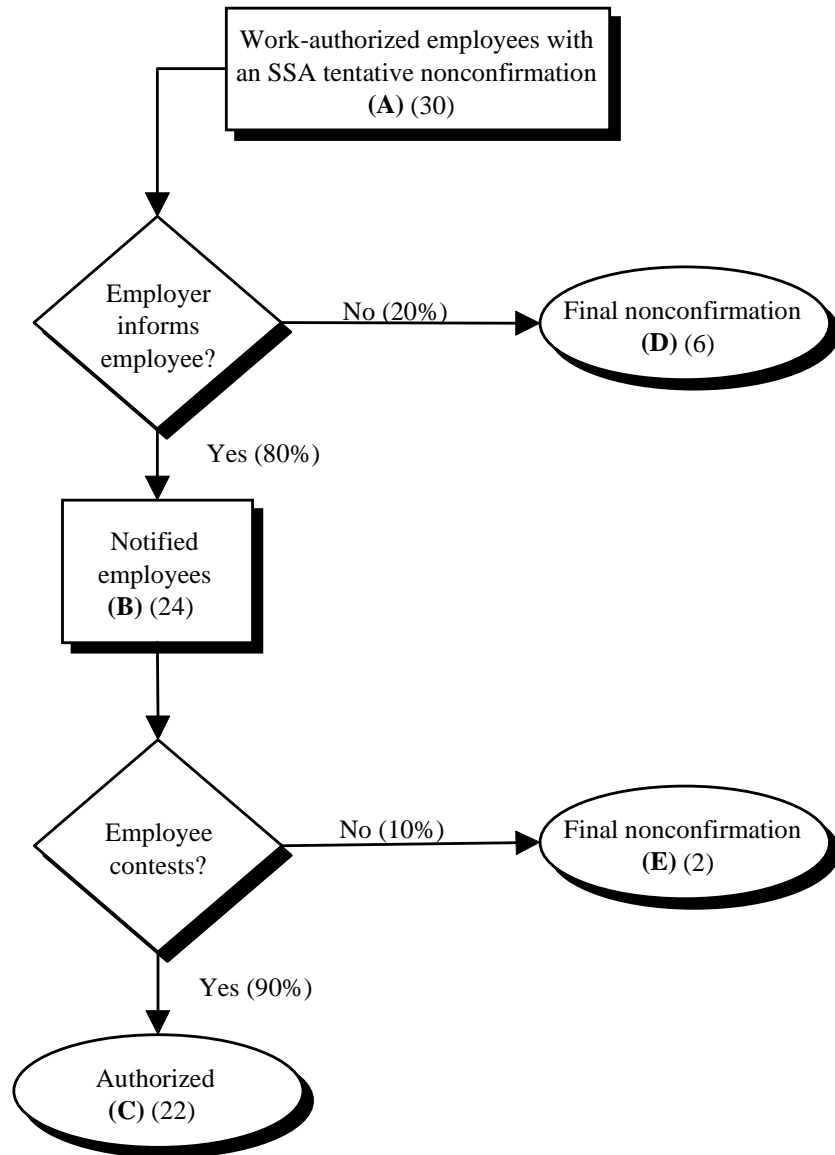 Work-authorized employees with
an SSA tentative nonconfirmation
(A) (30)
Employer
informs
employee?
No (20%)
Final nonconfirmation
(D) (6)
Yes (80%)
Notified
employees
(B) (24)
Employee
contests?
No (10%)
Final nonconfirmation
(E) (2)
Yes (90%)
Authorized
(C) (22)